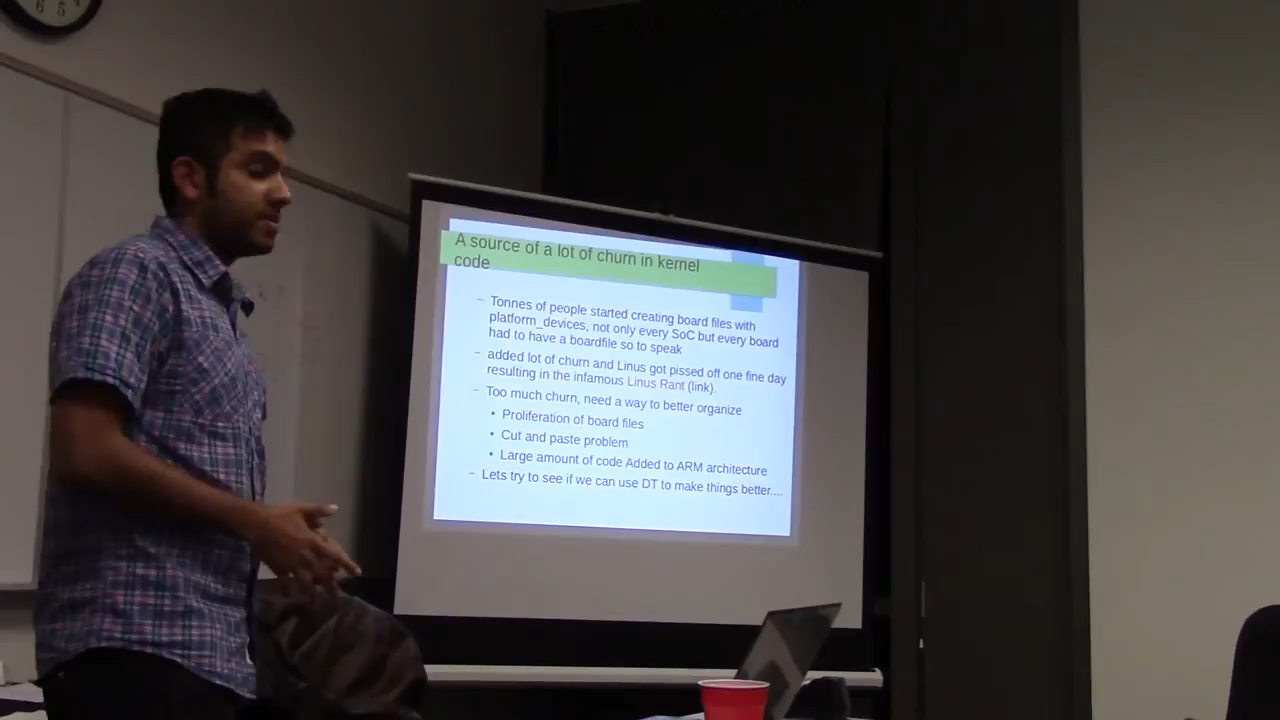 6 5 4
A source of a lot of churn in kernel
code
– Tonnes of people started creating board files with
platform_devices, not only every SoC but every board
had to have a boardfile so to speak
– added lot of churn and Linus got pissed off one fine day
resulting in the infamous Linus Rant (link).
– Too much churn, need a way to better organize
• Proliferation of board files
• Cut and paste problem
• Large amount of code Added to ARM architecture
– Lets try to see if we can use DT to make things better....